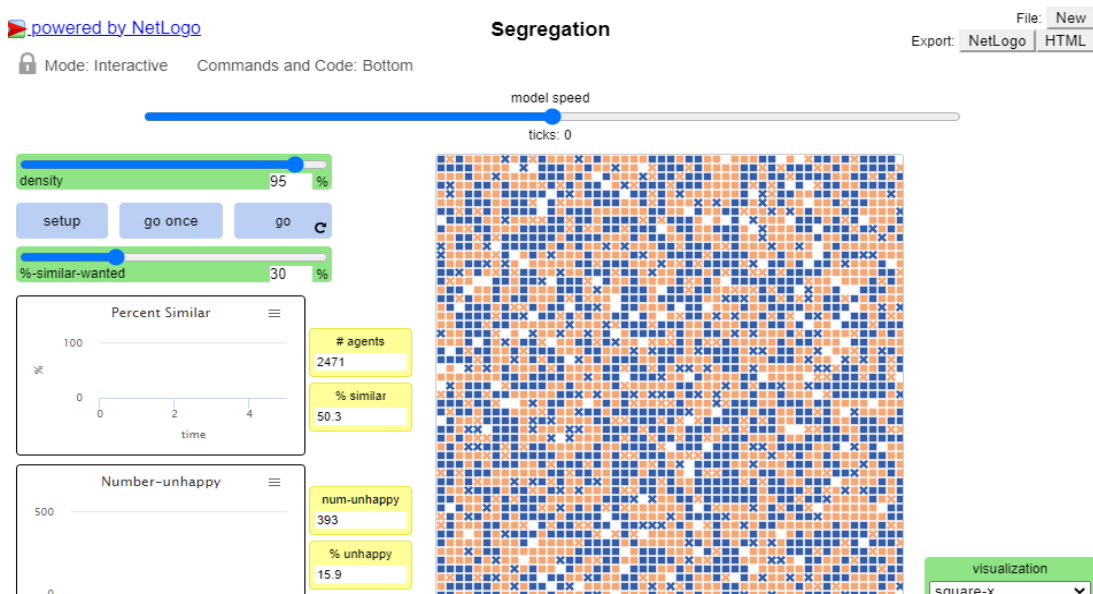 powered by NetLogo
Segregation
File: New
Export: NetLogo HTML
Mode: Interactive Commands and Code: Bottom
model speed
ticks: 0
density 95 %
setup go once go
%-similar-wanted 30 %
Percent Similar
100
%
0
0 2 4
time
# agents
2471
% similar
50.3
Number-unhappy
500
0
num-unhappy
393
% unhappy
15.9
visualization
square-x